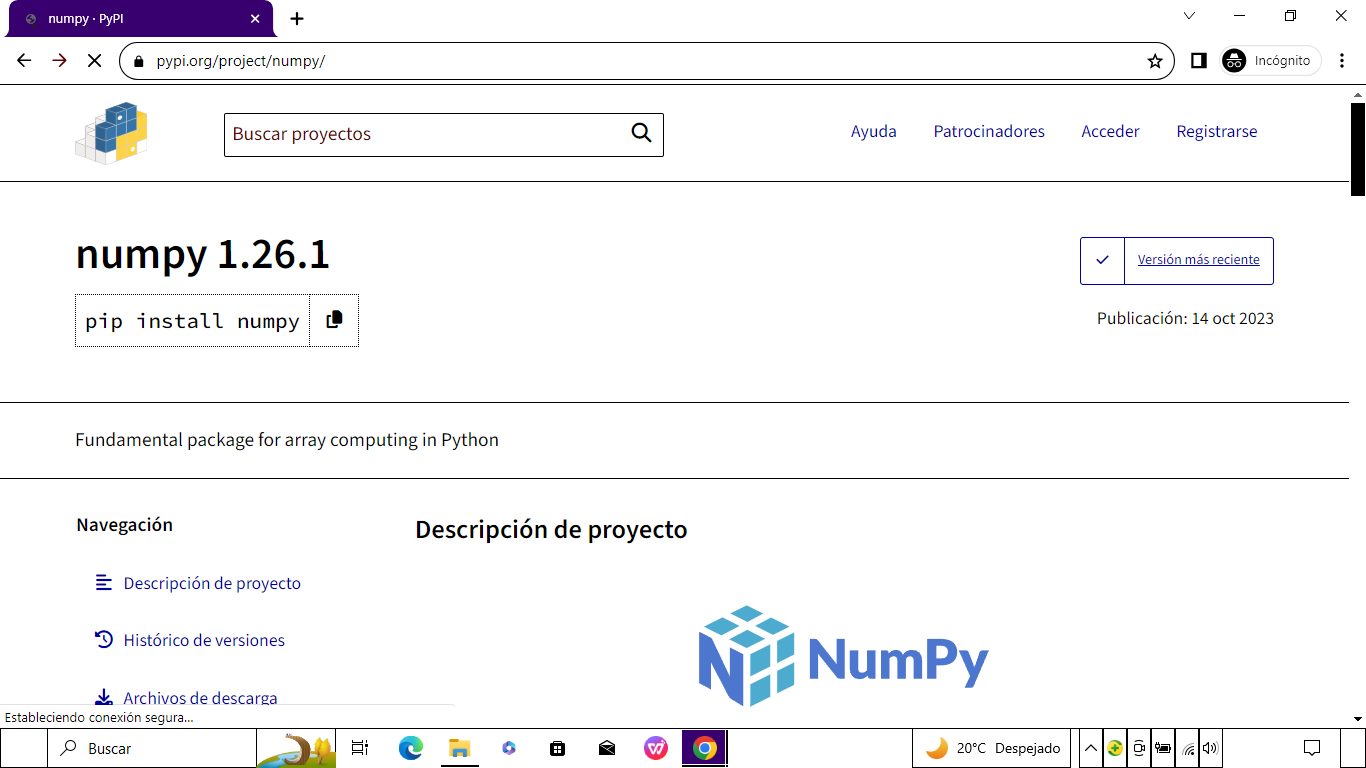 numpy · PyPI
pypi.org/project/numpy/
Incógnito
Buscar proyectos
Ayuda
Patrocinadores
Acceder
Registrarse
numpy 1.26.1
Versión más reciente
pip install numpy
Publicación: 14 oct 2023
Fundamental package for array computing in Python
Navegación
Descripción de proyecto
Descripción de proyecto
Histórico de versiones
NumPy
Archivos de descarga
Estableciendo conexión segura...
Buscar
20°C Despejado